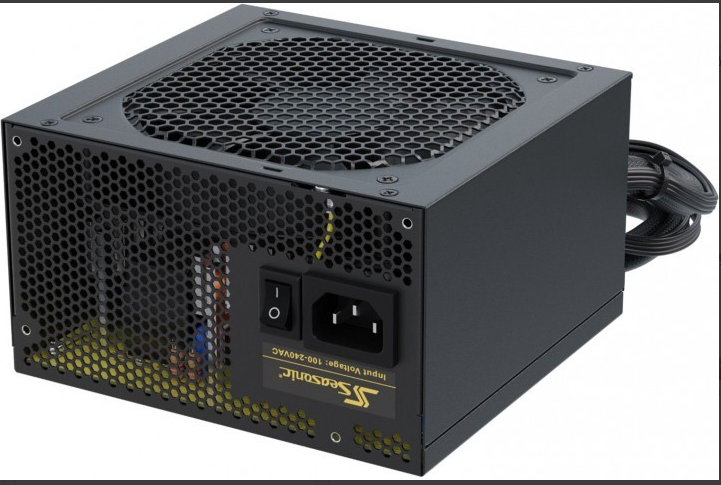 Seasonic
Input Voltage: 100-240VAC
I
O